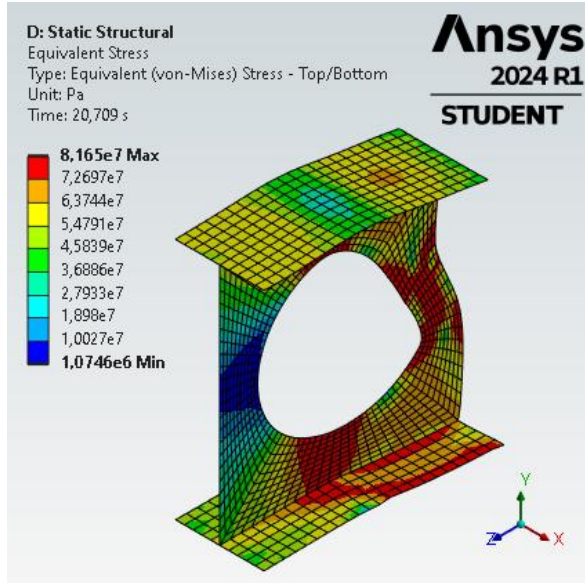 D: Static Structural
Equivalent Stress
Type: Equivalent (von-Mises) Stress - Top/Bottom
Unit: Pa
Time: 20,709 s
8,165e7 Max
7,2697e7
6,3744e7
5,4791e7
4,5839e7
3,6886e7
2,7933e7
1,898e7
1,0027e7
1,0746e6 Min
Ansys
2024 R1
STUDENT
Y
Z
X